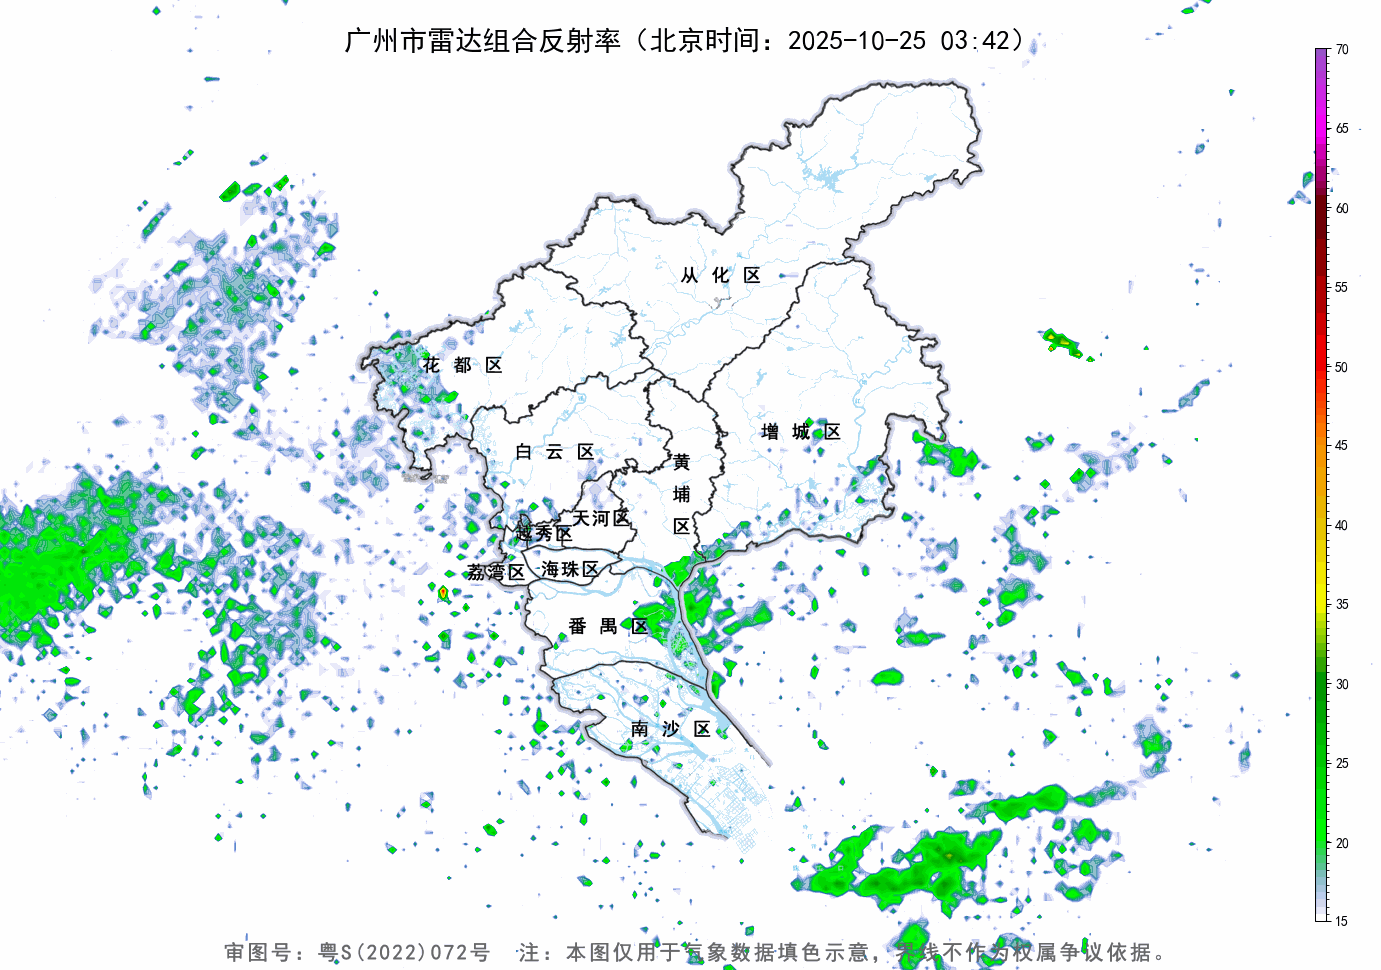 广州市雷达组合反射率（北京时间：2025-10-25 03:42）
70
65
60
55
50
45
40
35
30
25
20
15
从化区
花都区
增城区
白云区
黄埔区
天河区
越秀区
荔湾区
海珠区
番禺区
南沙区
审图号：粤S(2022)072号 注：本图仅用于气象数据填色示意，界线不作为权属争议依据。